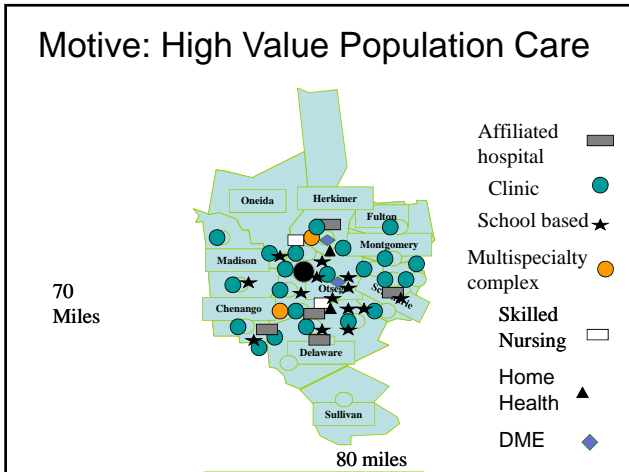 Motive: High Value Population Care
Affiliated
hospital
Clinic
School based
Multispecialty
complex
Skilled
Nursing
Home
Health
DME
Oneida
Herkimer
Fulton
Montgomery
Madison
Otsego
Chenango
Delaware
Sullivan
70
Miles
80 miles